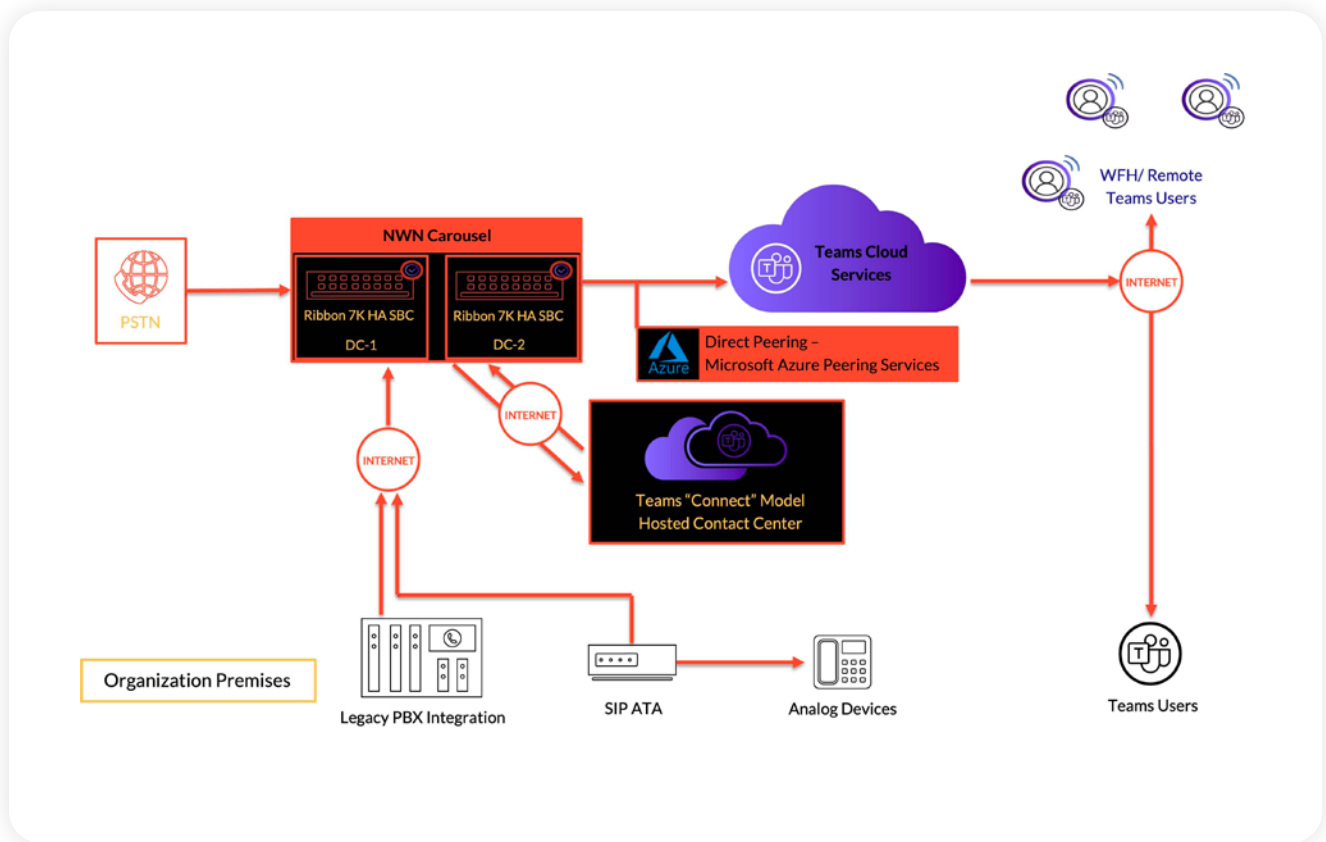 WFH/ Remote
Teams Users
NWN Carousel
Ribbon 7K HA SBC
DC-1
Ribbon 7K HA SBC
DC-2
PSTN
Teams Cloud
Services
INTERNET
Azure
Direct Peering –
Microsoft Azure Peering Services
INTERNET
INTERNET
Teams “Connect” Model
Hosted Contact Center
Organization Premises
Legacy PBX Integration
SIP ATA
Analog Devices
Teams Users